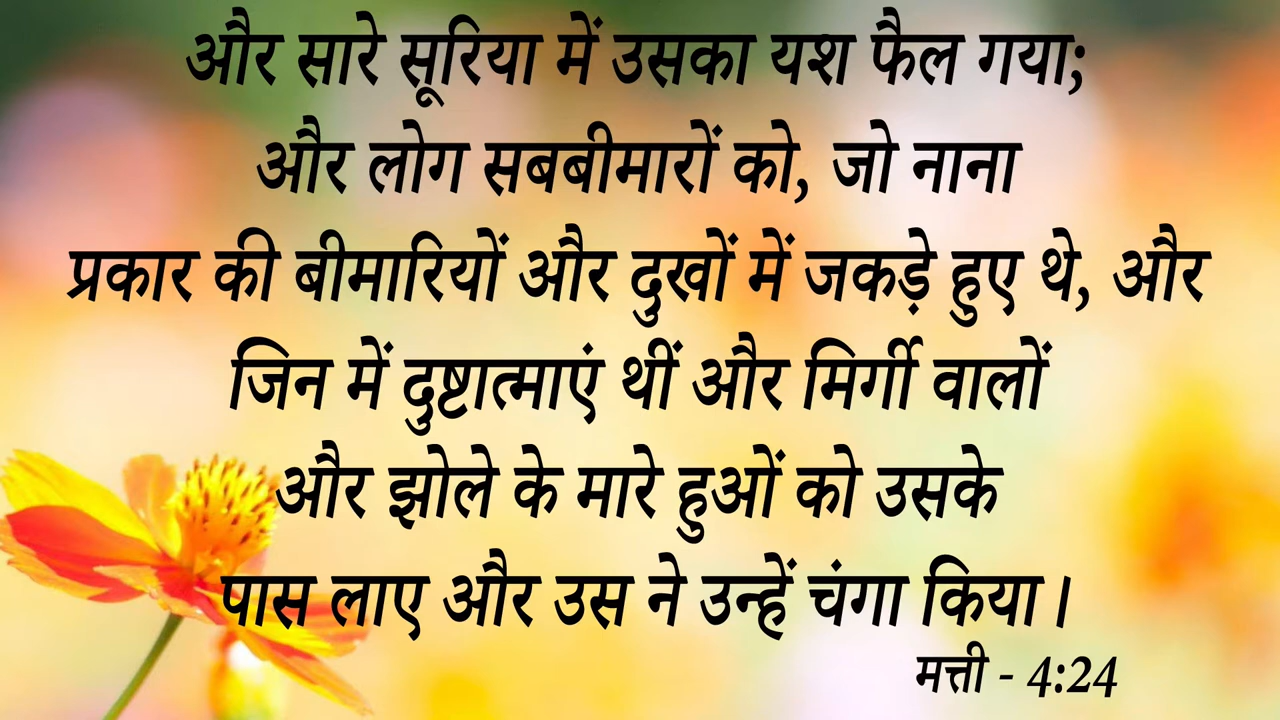 और सारे सूरिया में उसका यश फैल गया;
और लोग सबबीमारों को, जो नाना
प्रकार की बीमारियों और दुखों में जकड़े हुए थे, और
जिन में दुष्टात्माएं थीं और मिर्गी वालों
और झोले के मारे हुओं को उसके
पास लाए और उस ने उन्हें चंगा किया।
मत्ती - 4:24